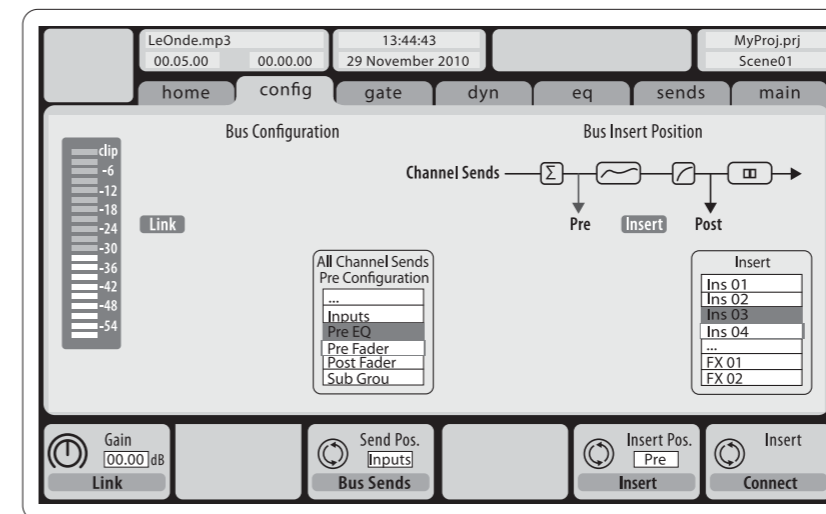 LeOnde.mp3
00.05.00 00.00.00
13:44:43
29 November 2010
MyProj.prj
Scene01
home config gate dyn eq sends main
Bus Configuration
Bus Insert Position
clip
-6
-12
-18
-24
-30
-36
-42
-48
-54
Link
Channel Sends
Σ
Pre Insert Post
All Channel Sends
Pre Configuration
...
Inputs
Pre EQ
Pre Fader
Post Fader
Sub Grou
Insert
Ins 01
Ins 02
Ins 03
Ins 04
...
FX 01
FX 02
Gain
00.00 dB
Link
Send Pos.
Inputs
Bus Sends
Insert Pos.
Pre
Insert
Insert
Connect